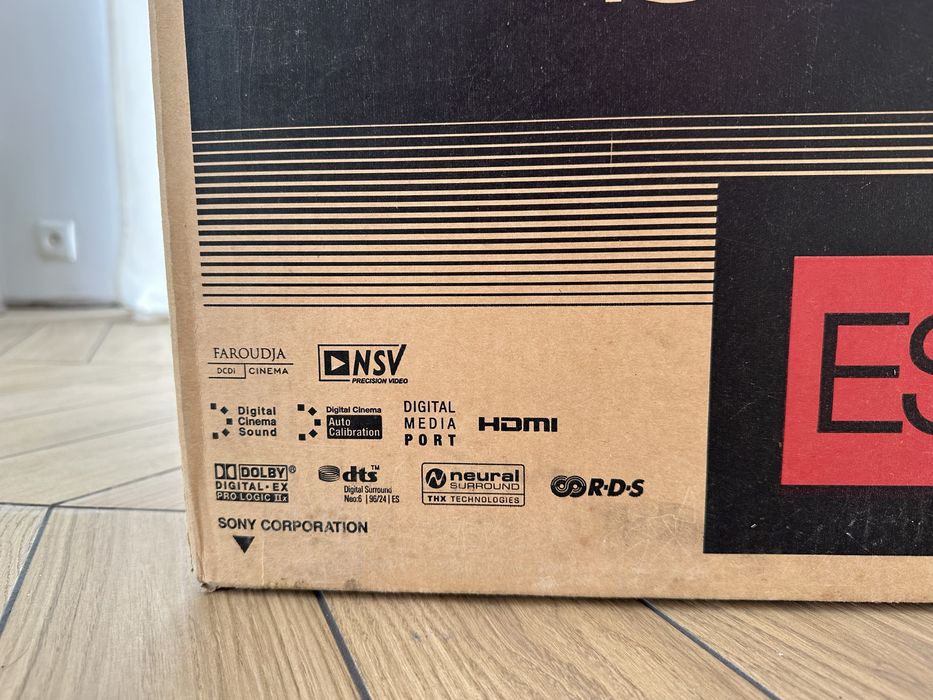 ES
FAROUDJA
DCDi CINEMA
NSV
PRECISION VIDEO
Digital
Cinema
Sound
Digital Cinema
Auto
Calibration
DIGITAL
MEDIA
PORT
HDMI
DOLBY®
DIGITAL·EX
PRO LOGIC IIx
dts™
Digital Surround
Neo:6 | 96/24 | ES
neural
SURROUND
THX TECHNOLOGIES
R·D·S
SONY CORPORATION